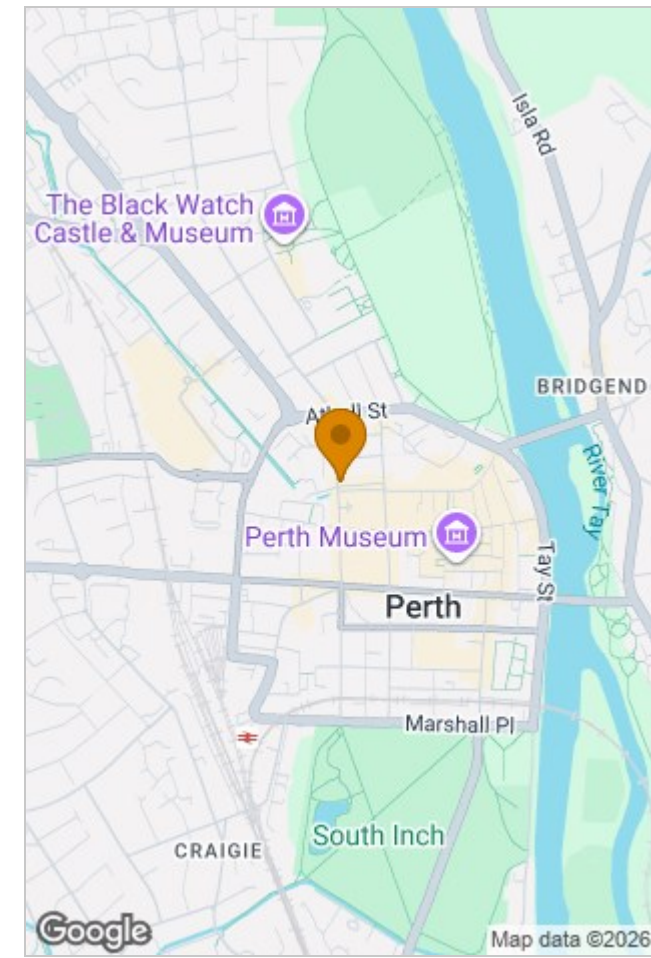 Isla Rd
The Black Watch
Castle & Museum
BRIDGEND
St
River Tay
Perth Museum
Tay St
Perth
Marshall Pl
South Inch
CRAIGIE
Google
Map data ©2026